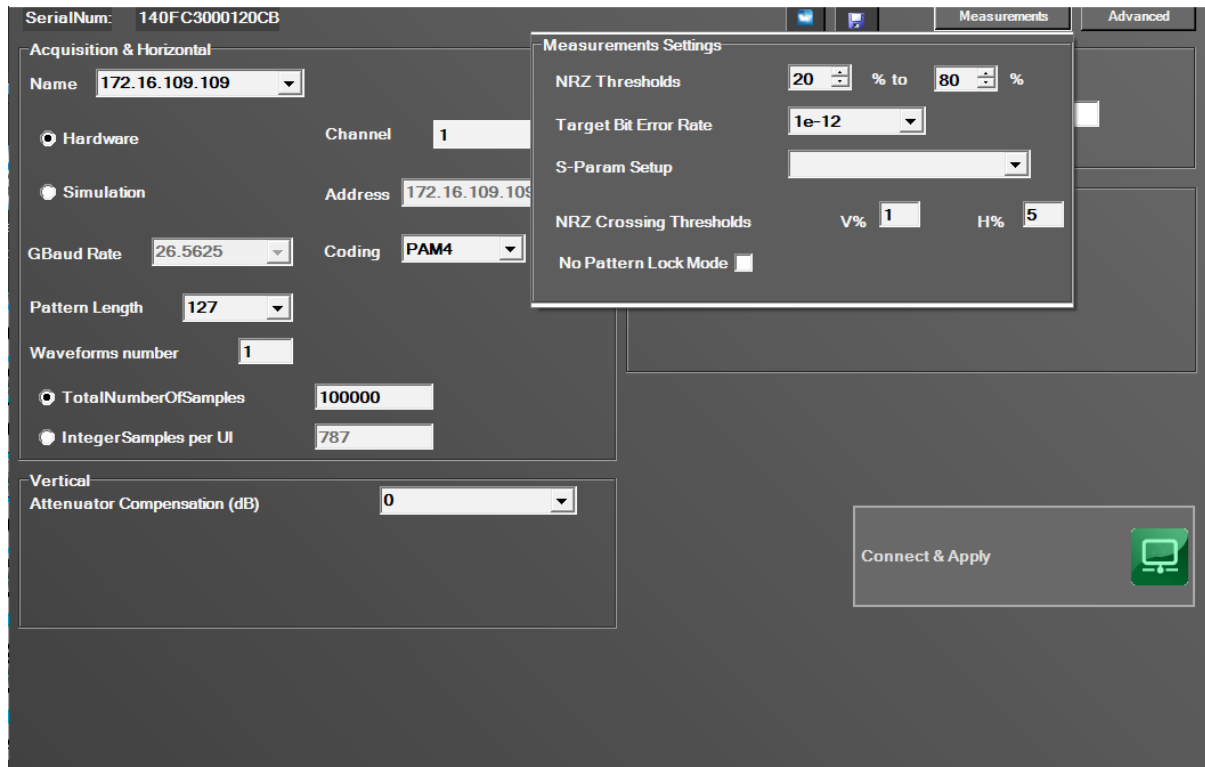 SerialNum: 140FC3000120CB Measurements Advanced
Acquisition & Horizontal
Name 172.16.109.109
Hardware Channel 1
Simulation Address 172.16.109.109
GBaud Rate 26.5625 Coding PAM4
Pattern Length 127
Waveforms number 1
TotalNumberOfSamples 100000
IntegerSamples per UI 787
Measurements Settings
NRZ Thresholds 20 % to 80 %
Target Bit Error Rate 1e-12
S-Param Setup
NRZ Crossing Thresholds V% 1 H% 5
No Pattern Lock Mode
Vertical
Attenuator Compensation (dB) 0
Connect & Apply